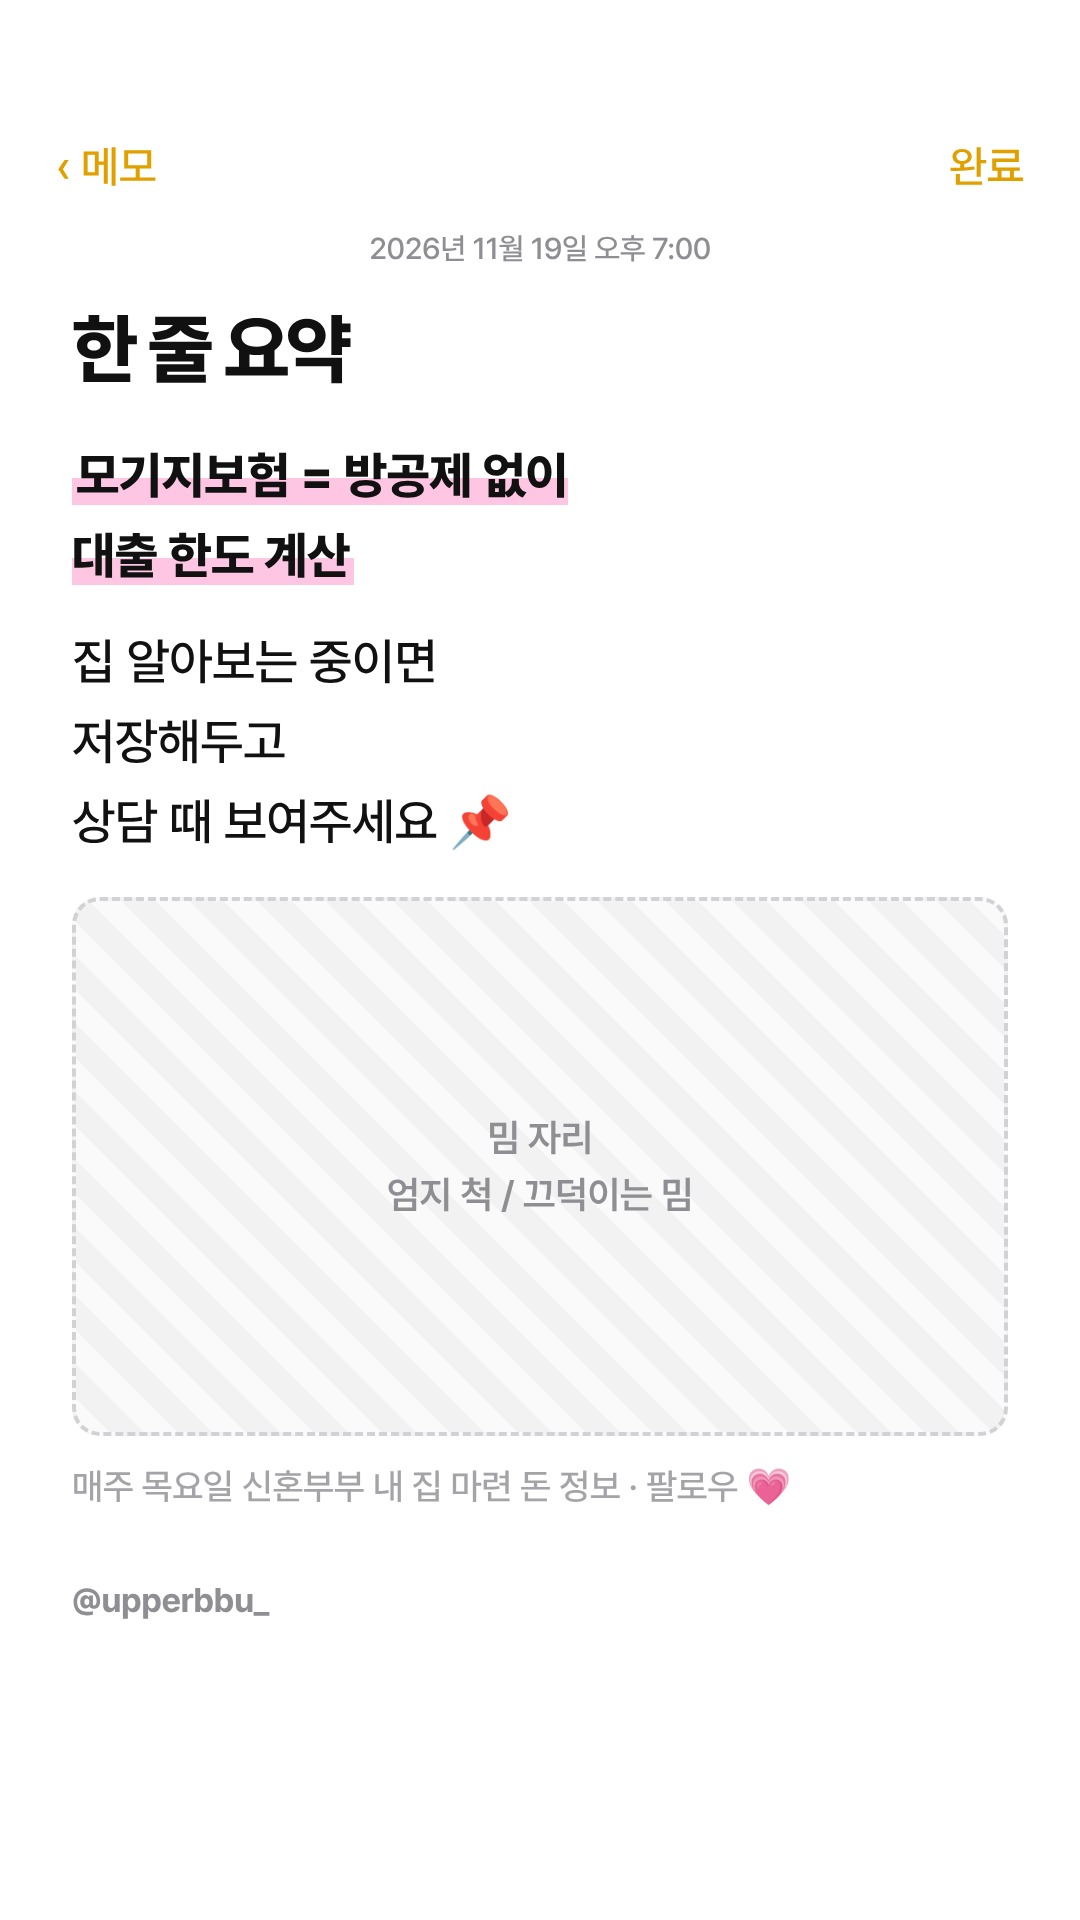 ‹ 메모
완료
2026년 11월 19일 오후 7:00
한 줄 요약
모기지보험 = 방공제 없이
대출 한도 계산
집 알아보는 중이면
저장해두고
상담 때 보여주세요 📌
밈 자리
엄지 척 / 끄덕이는 밈
매주 목요일 신혼부부 내 집 마련 돈 정보 · 팔로우 💗
@upperbbu_